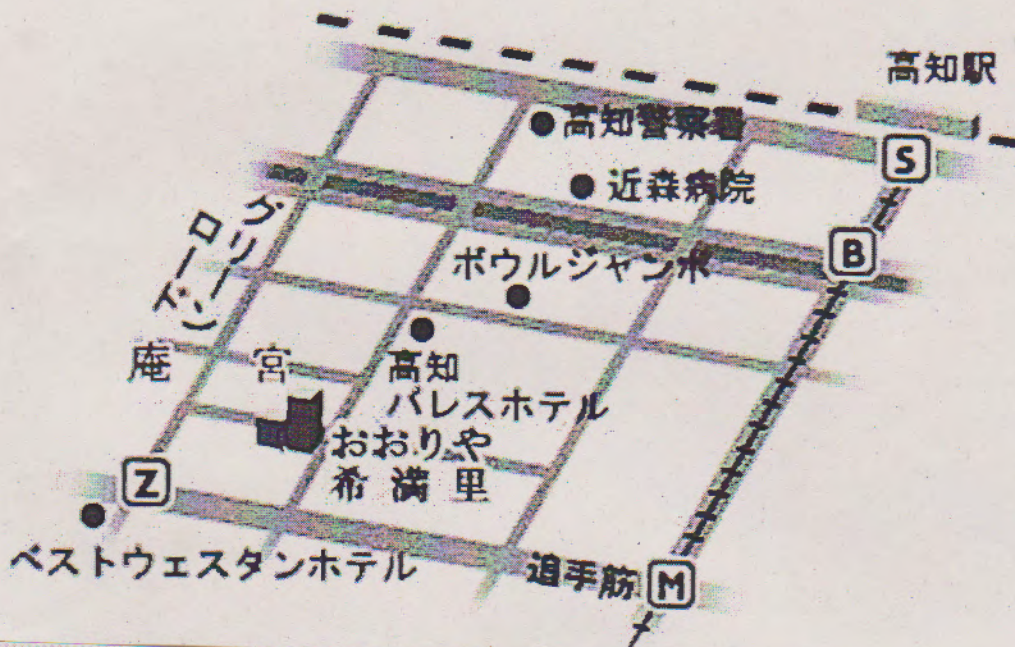 高知駅
高知警察署
S
近森病院
B
グリーン
ロード
ボウルジャンボ
庵 宮
高知
パレスホテル
おおりや
希満里
Z
ベストウェスタンホテル
追手筋
M